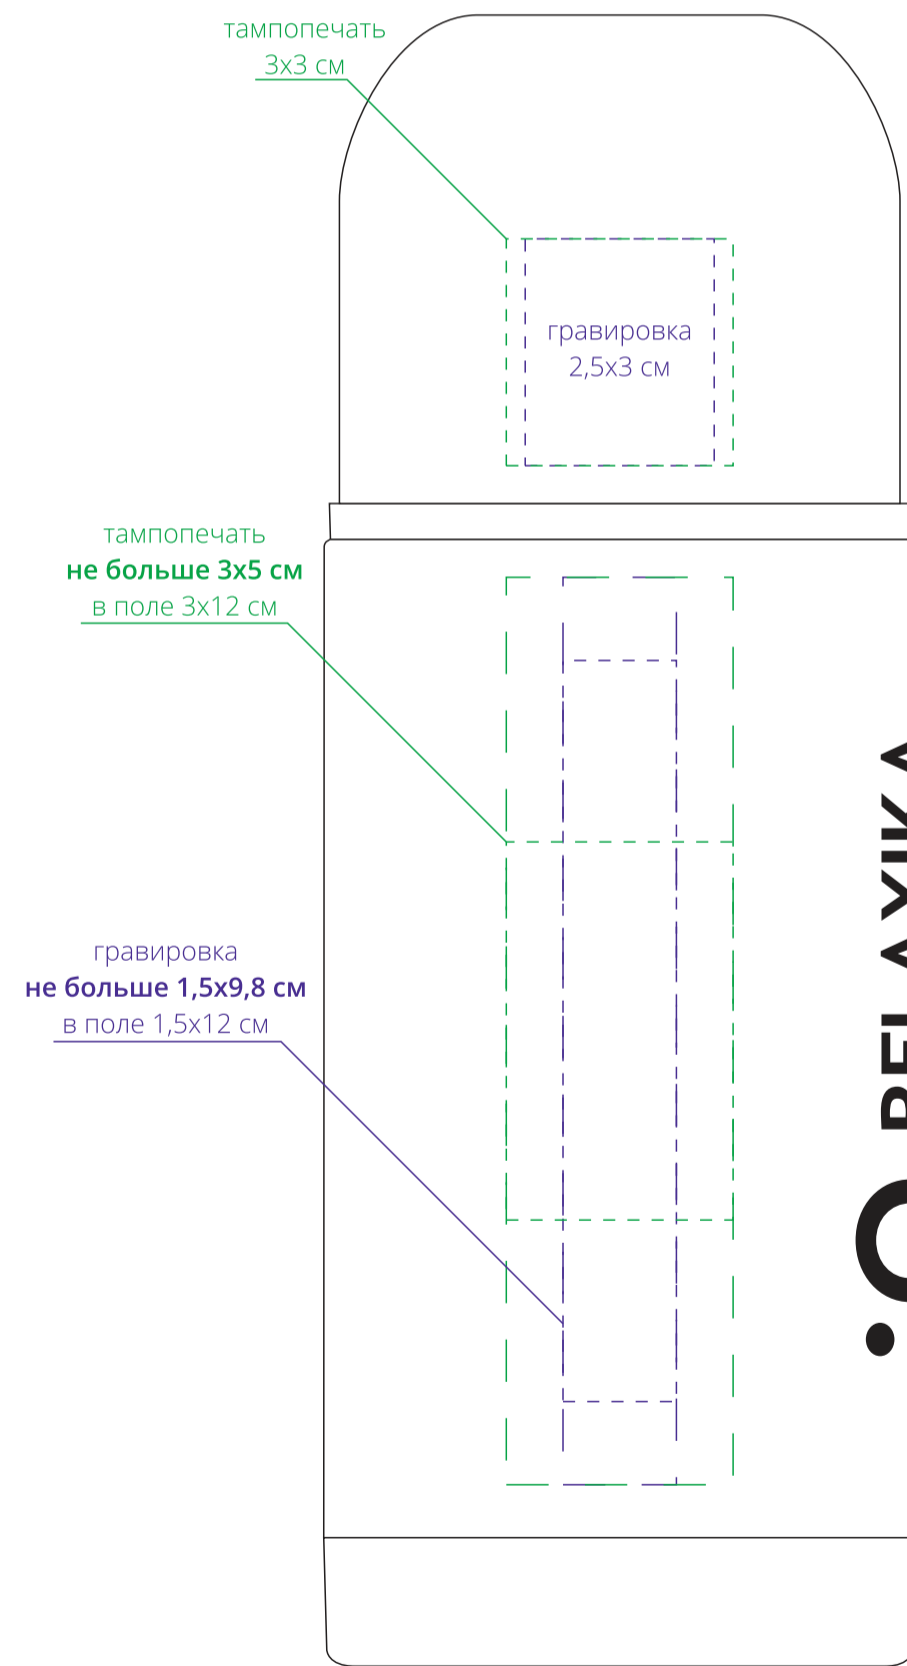 тампопечать
3х3 см
гравировка
2,5х3 см
тампопечать
не больше 3х5 см
в поле 3х12 см
гравировка
не больше 1,5х9,8 см
в поле 1,5х12 см